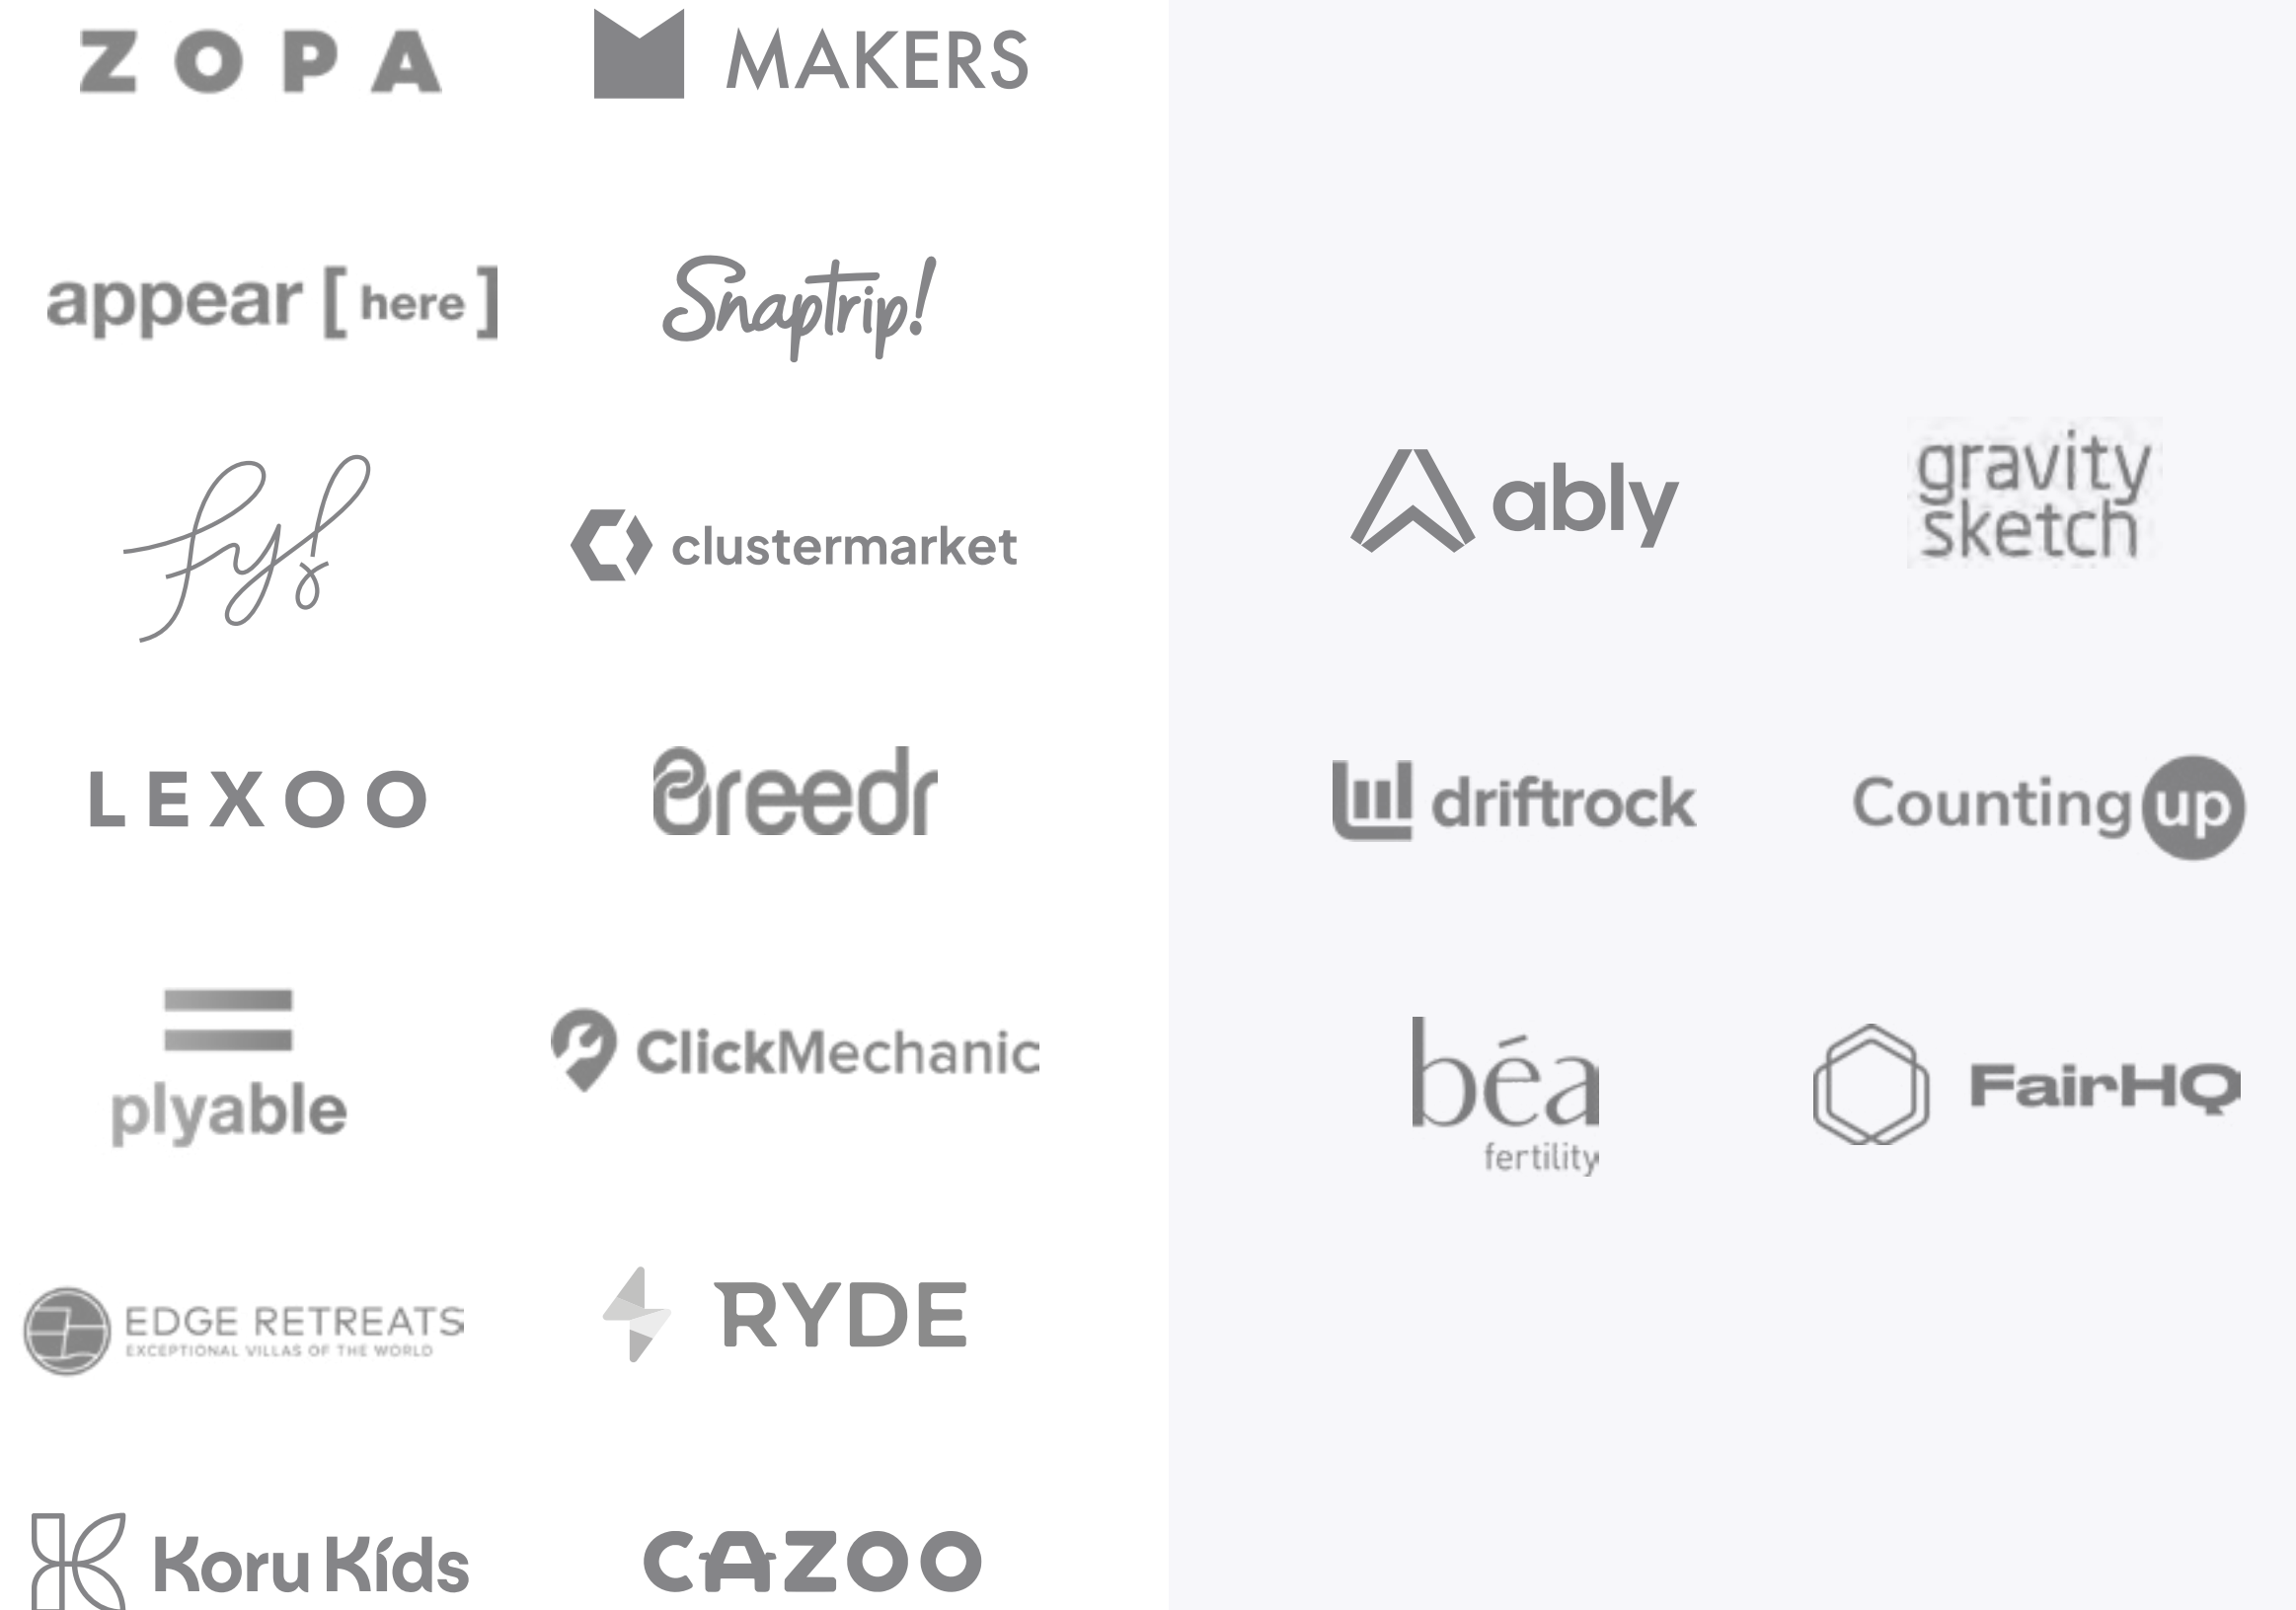 ZOPA
MAKERS
appear [ here ]
Snaptrip!
fy!
clustermarket
LEXOO
Breedr
plyable
ClickMechanic
EDGE RETREATS
EXCEPTIONAL VILLAS OF THE WORLD
RYDE
Koru Kids
CAZOO
ably
gravity
sketch
driftrock
Counting up
béa
fertility
FairHQ